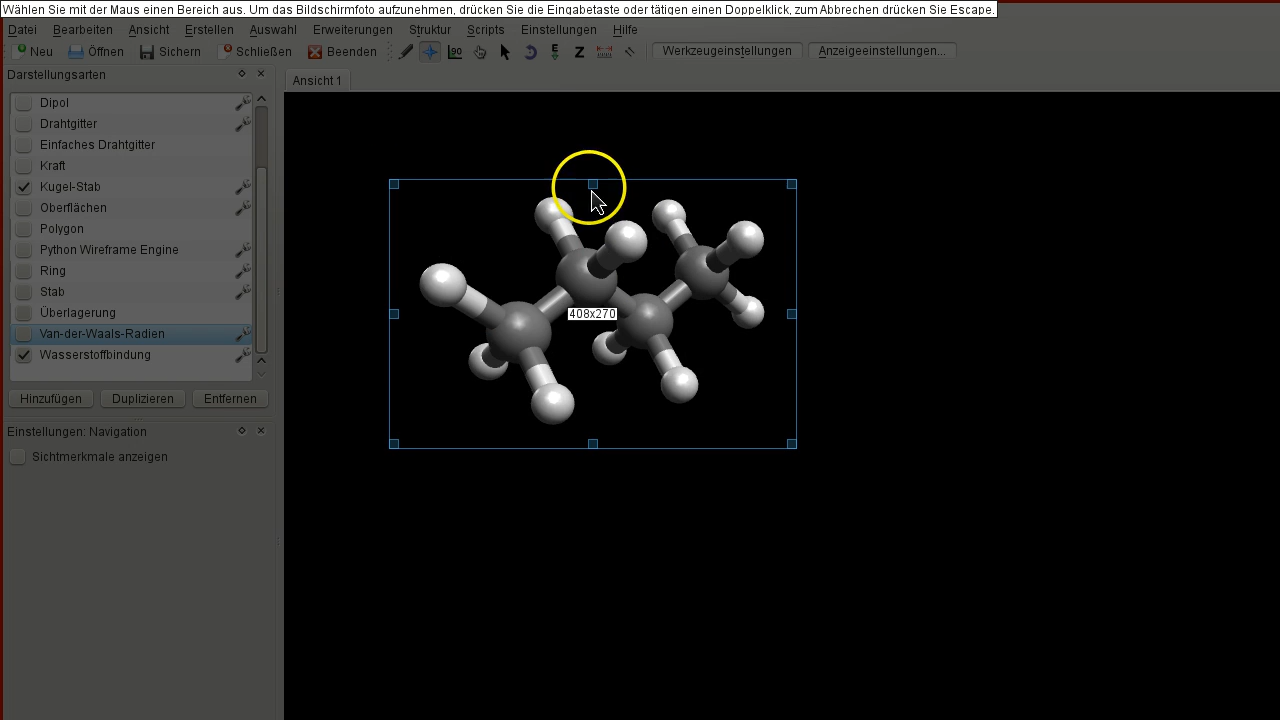 Wählen Sie mit der Maus einen Bereich aus. Um das Bildschirmfoto aufzunehmen, drücken Sie die Eingabetaste oder tätigen einen Doppelklick, zum Abbrechen drücken Sie Escape.
Datei Bearbeiten Ansicht Erstellen Auswahl Erweiterungen Struktur Scripts Einstellungen Hilfe
Neu Öffnen Sichern Schließen Beenden 90 E Z Werkzeugeinstellungen Anzeigeeinstellungen...
Darstellungsarten
Ansicht 1
Dipol
Drahtgitter
Einfaches Drahtgitter
Kraft
Kugel-Stab
Oberflächen
Polygon
Python Wireframe Engine
Ring
Stab
Überlagerung
Van-der-Waals-Radien
Wasserstoffbindung
408x270
Hinzufügen Duplizieren Entfernen
Einstellungen: Navigation
Sichtmerkmale anzeigen